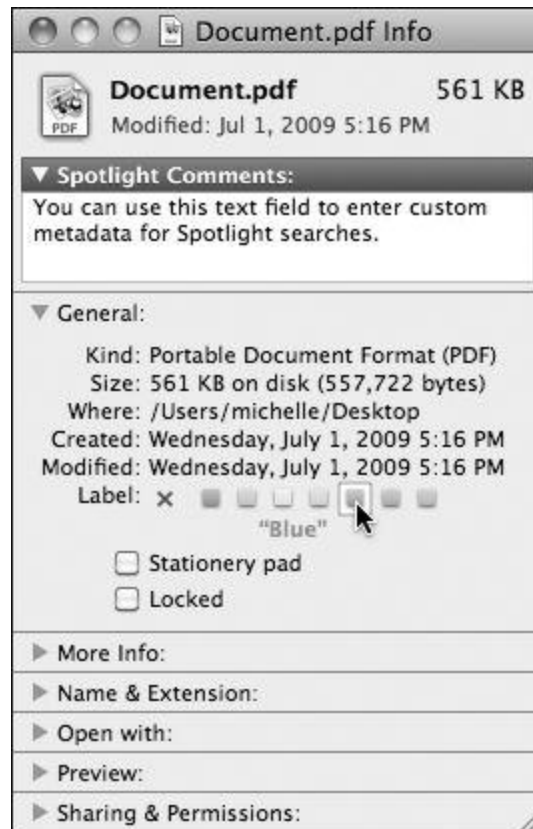 Document.pdf Info
Document.pdf 561 KB
PDF
Modified: Jul 1, 2009 5:16 PM
Spotlight Comments:
You can use this text field to enter custom
metadata for Spotlight searches.
General:
Kind: Portable Document Format (PDF)
Size: 561 KB on disk (557,722 bytes)
Where: /Users/michelle/Desktop
Created: Wednesday, July 1, 2009 5:16 PM
Modified: Wednesday, July 1, 2009 5:16 PM
Label:
"Blue"
Stationery pad
Locked
More Info:
Name & Extension:
Open with:
Preview:
Sharing & Permissions: